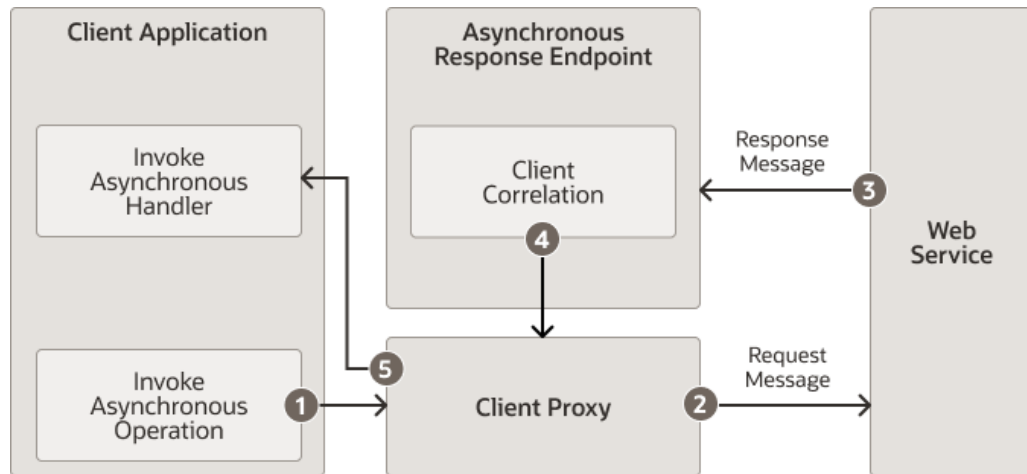 Client Application
Invoke
Asynchronous
Handler
Invoke
Asynchronous
Operation
1
Asynchronous
Response Endpoint
Client
Correlation
4
5
Client Proxy
2
Response
Message
3
Request
Message
Web
Service